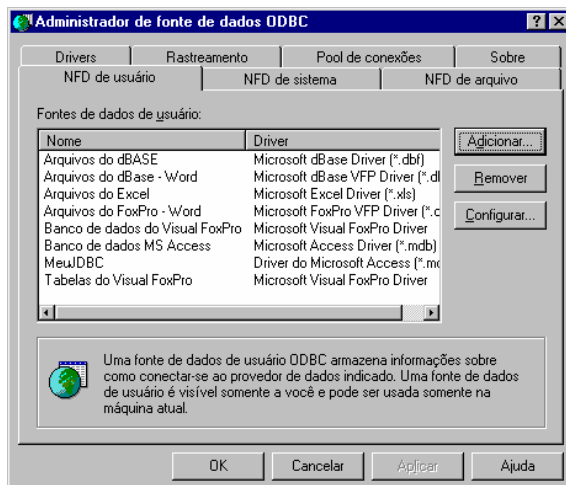 Administrador de fonte de dados ODBC
Drivers Rastreamento Pool de conexões Sobre
NFD de usuário NFD de sistema NFD de arquivo
Fontes de dados de usuário:
Nome Driver
Arquivos do dBASE Microsoft dBase Driver (*.dbf)
Arquivos do dBase - Word Microsoft dBase VFP Driver (*.d
Arquivos do Excel Microsoft Excel Driver (*.xls)
Arquivos do FoxPro - Word Microsoft FoxPro VFP Driver (*.
Banco de dados do Visual FoxPro Microsoft Visual FoxPro Driver
Banco de dados MS Access Microsoft Access Driver (*.mdb)
MeuJDBC Driver do Microsoft Access (*.m
Tabelas do Visual FoxPro Microsoft Visual FoxPro Driver
Adicionar...
Remover
Configurar...
Uma fonte de dados de usuário ODBC armazena informações sobre
como conectar-se ao provedor de dados indicado. Uma fonte de dados
de usuário é visível somente a você e pode ser usada somente na
máquina atual.
OK Cancelar Aplicar Ajuda